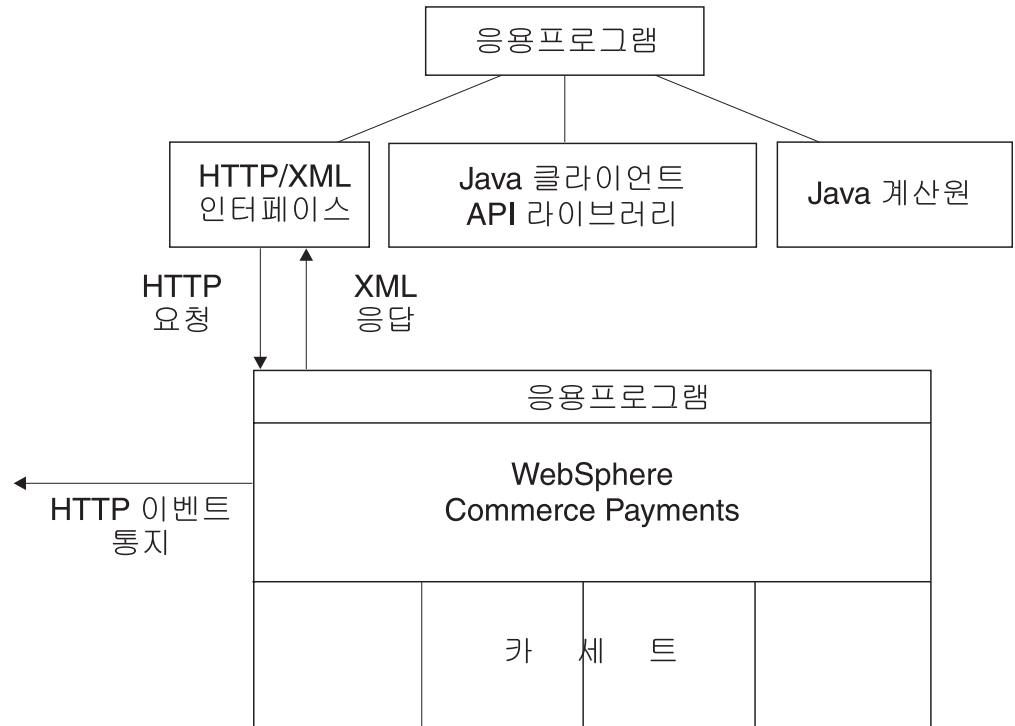 응용프로그램
HTTP/XML
인터페이스
Java 클라이언트
API 라이브러리
Java 계산원
HTTP
요청
XML
응답
응용프로그램
WebSphere
Commerce Payments
HTTP 이벤트
통지
카 세 트